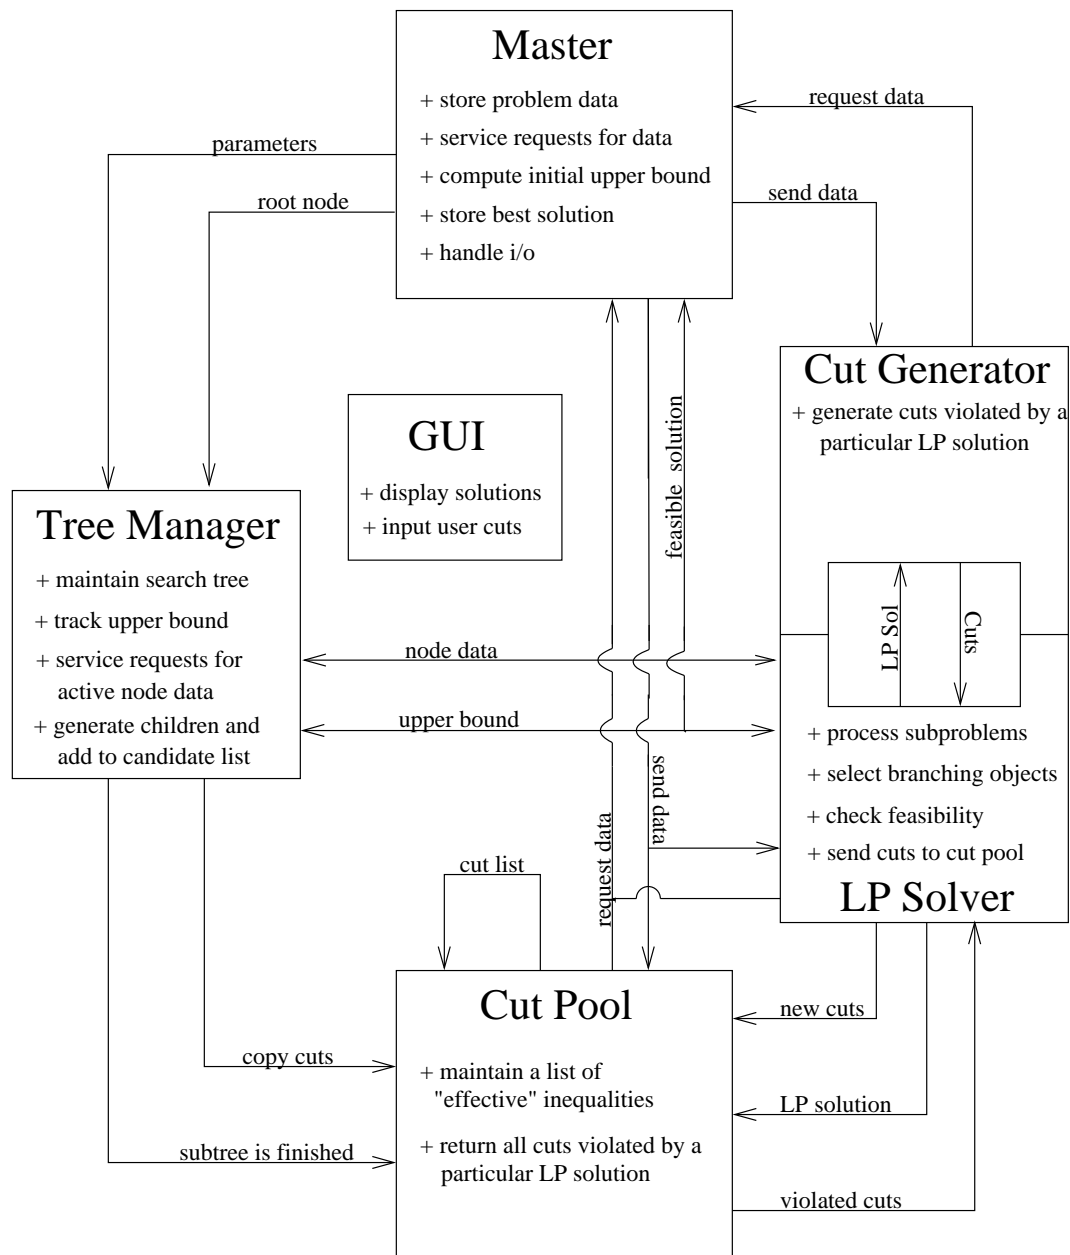 Master
+ store problem data
+ service requests for data
+ compute initial upper bound
+ store best solution
+ handle i/o
request data
send data
parameters
root node
Cut Generator
+ generate cuts violated by a
particular LP solution
GUI
+ display solutions
+ input user cuts
feasible solution
Tree Manager
+ maintain search tree
+ track upper bound
+ service requests for
active node data
+ generate children and
add to candidate list
LP Sol
Cuts
node data
upper bound
+ process subproblems
+ select branching objects
+ check feasibility
+ send cuts to cut pool
LP Solver
send data
request data
cut list
Cut Pool
+ maintain a list of
"effective" inequalities
+ return all cuts violated by a
particular LP solution
new cuts
copy cuts
LP solution
subtree is finished
violated cuts